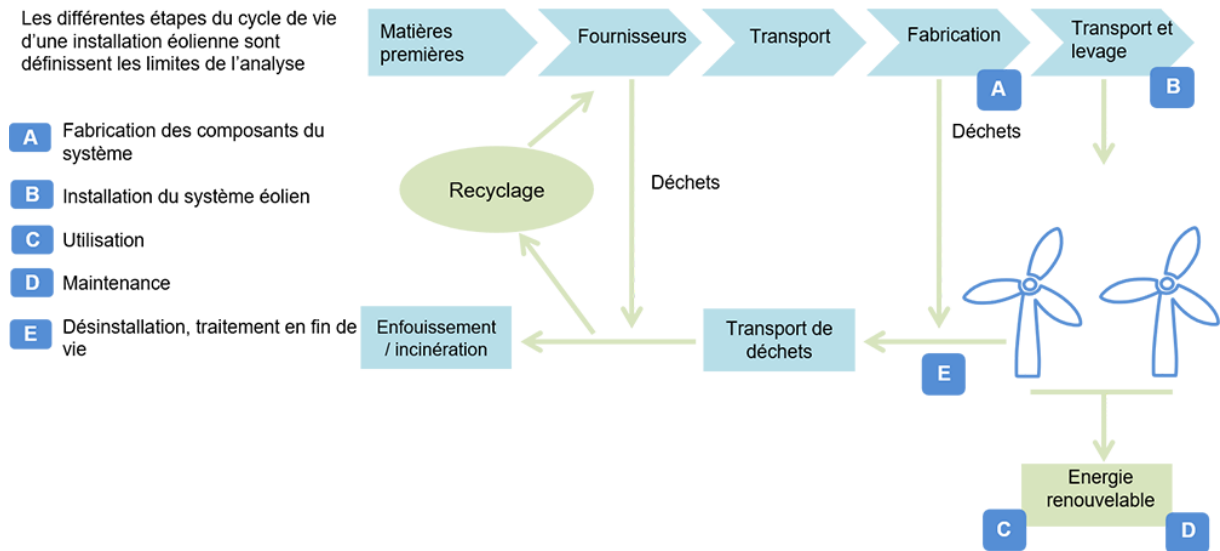 Les différentes étapes du cycle de vie
d'une installation éolienne sont
définissent les limites de l'analyse
Matières
premières
Fournisseurs
Transport
Fabrication
Transport et
levage
A
B
A
Fabrication des composants du
système
B
Installation du système éolien
C
Utilisation
D
Maintenance
E
Désinstallation, traitement en fin de
vie
Recyclage
Déchets
Déchets
Enfouissement
/ incinération
Transport de
déchets
E
Energie
renouvelable
C
D